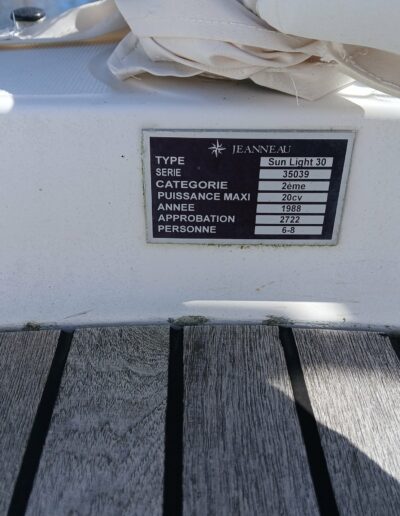 JEANNEAU
TYPE Sun Light 30
SERIE 35039
CATEGORIE 2ème
PUISSANCE MAXI 20cv
ANNEE 1988
APPROBATION 2722
PERSONNE 6-8